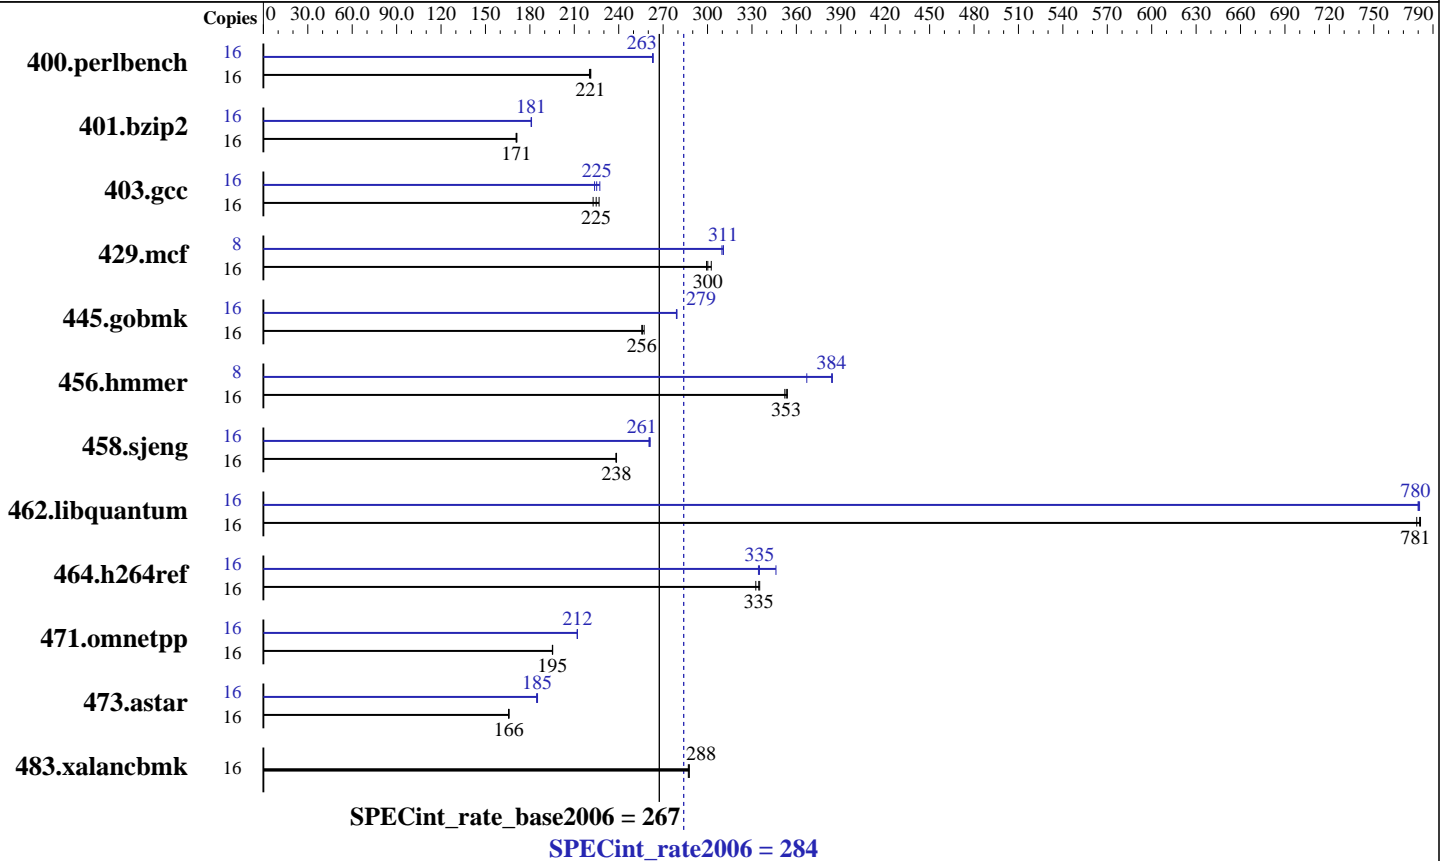 Copies 0 30.0 60.0 90.0 120 150 180 210 240 270 300 330 360 390 420 450 480 510 540 570 600 630 660 690 720 750 790
400.perlbench 16 263
16 221
401.bzip2 16 181
16 171
403.gcc 16 225
16 225
429.mcf 8 311
16 300
445.gobmk 16 279
16 256
456.hmmer 8 384
16 353
458.sjeng 16 261
16 238
462.libquantum 16 780
16 781
464.h264ref 16 335
16 335
471.omnetpp 16 212
16 195
473.astar 16 185
16 166
483.xalancbmk 16 288
SPECint_rate_base2006 = 267
SPECint_rate2006 = 284